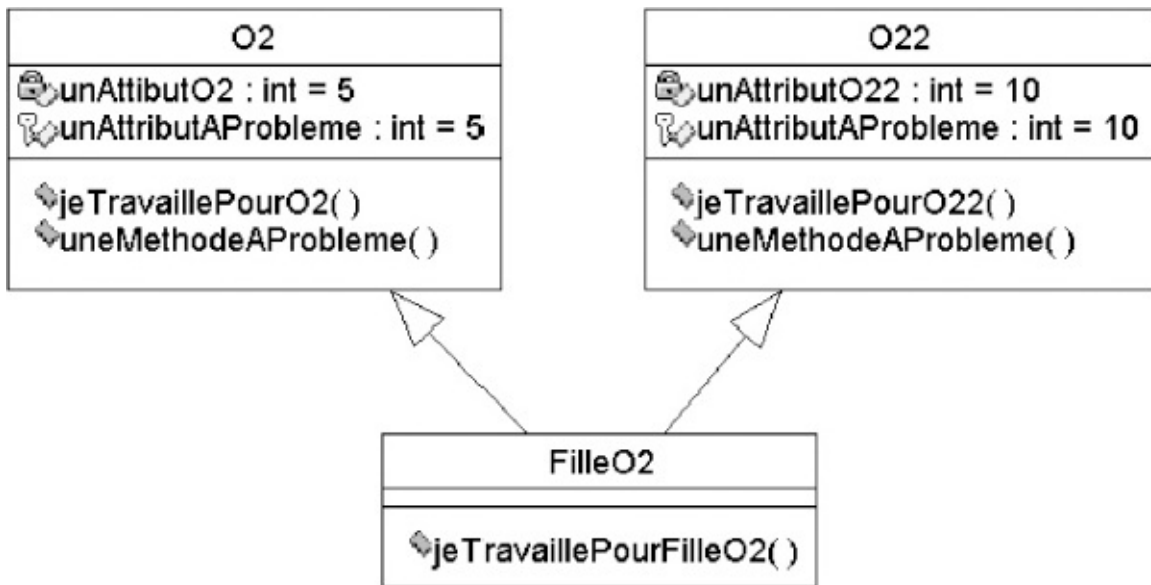 O2
unAttibutO2 : int = 5
unAttributAProbleme : int = 5
jeTravaillePourO2( )
uneMethodeAProbleme( )
O22
unAttributO22 : int = 10
unAttributAProbleme : int = 10
jeTravaillePourO22( )
uneMethodeAProbleme( )
FilleO2
jeTravaillePourFilleO2( )